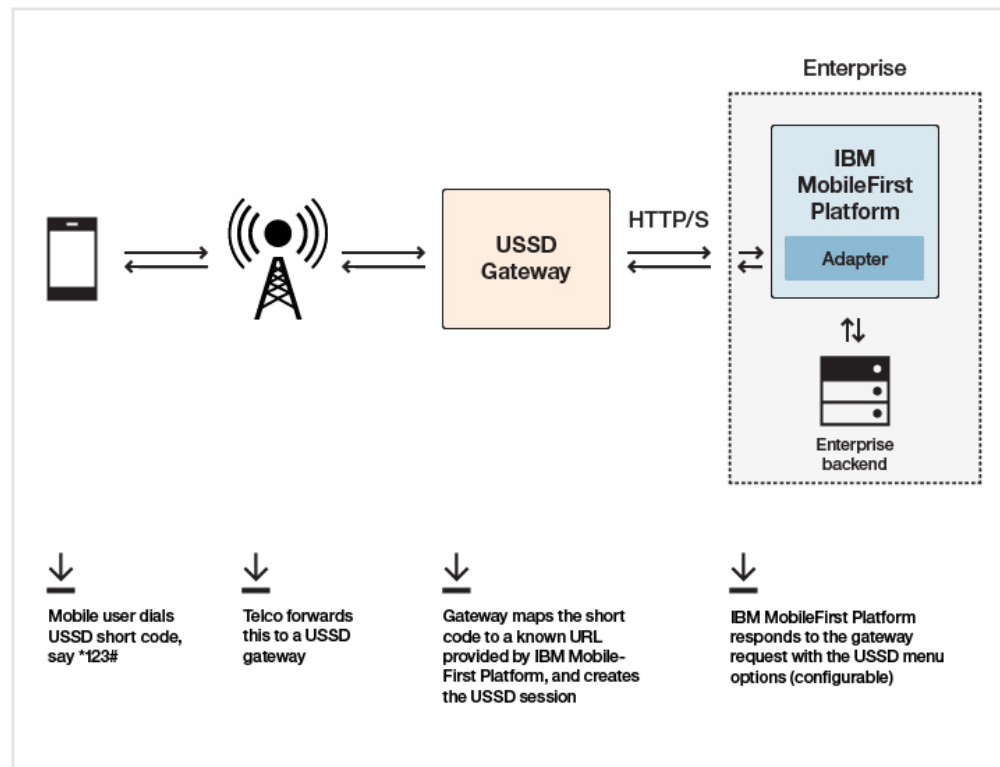 Enterprise
IBM
MobileFirst
Platform
Adapter
HTTP/S
USSD
Gateway
Enterprise
backend
Mobile user dials
USSD short code,
say *123#
Telco forwards
this to a USSD
gateway
Gateway maps the short
code to a known URL
provided by IBM Mobile-
First Platform, and creates
the USSD session
IBM MobileFirst Platform
responds to the gateway
request with the USSD menu
options (configurable)